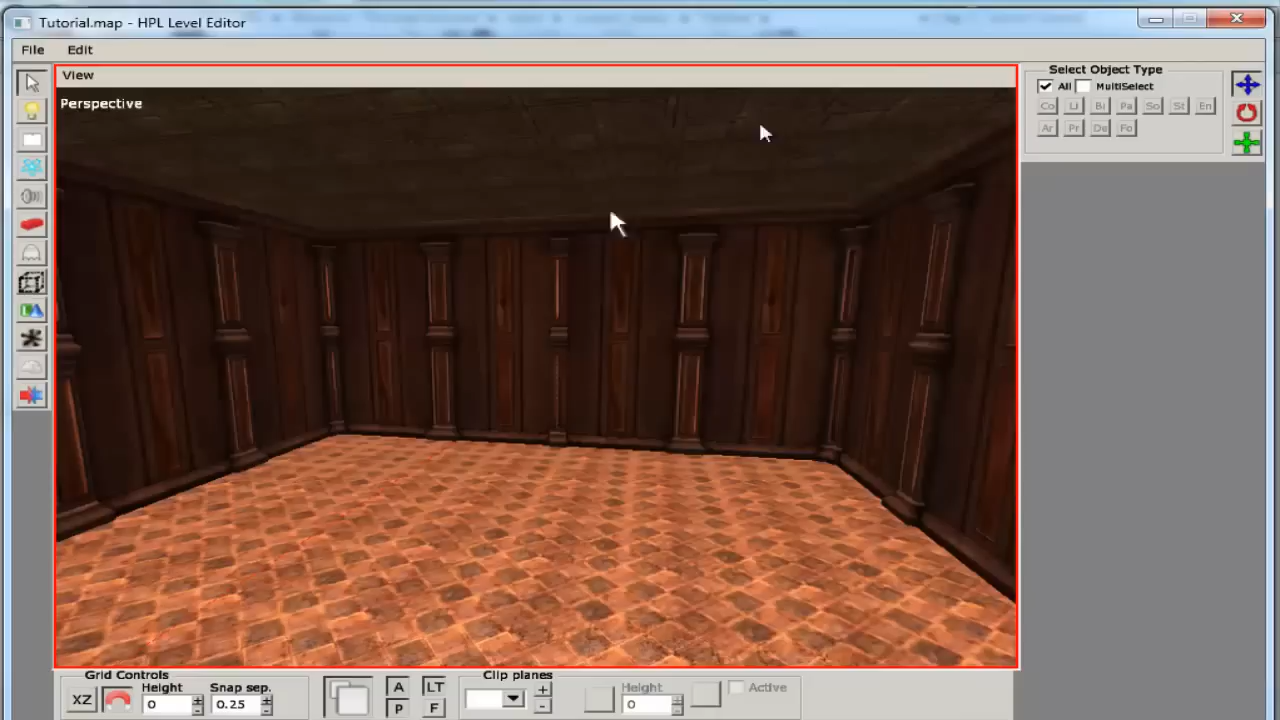 Tutorial.map - HPL Level Editor
File Edit
View
Perspective
Select Object Type
All MultiSelect
Co Li Bi Pa So St En
Ar Pr De Fo
Grid Controls
XZ Height 0 Snap sep. 0.25
A LT
P F
Clip planes
Height 0 Active